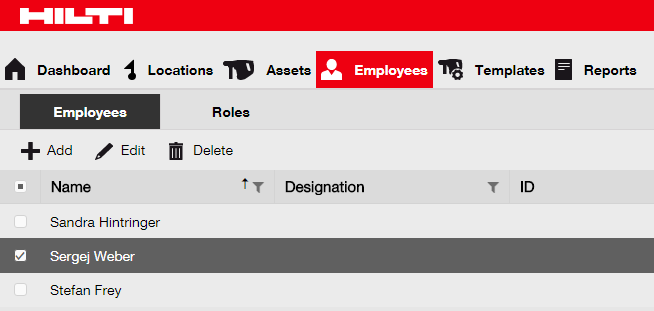 HILTI
Dashboard Locations Assets Employees Templates Reports
Employees Roles
Add Edit Delete
Name Designation ID
Sandra Hintringer
Sergej Weber
Stefan Frey